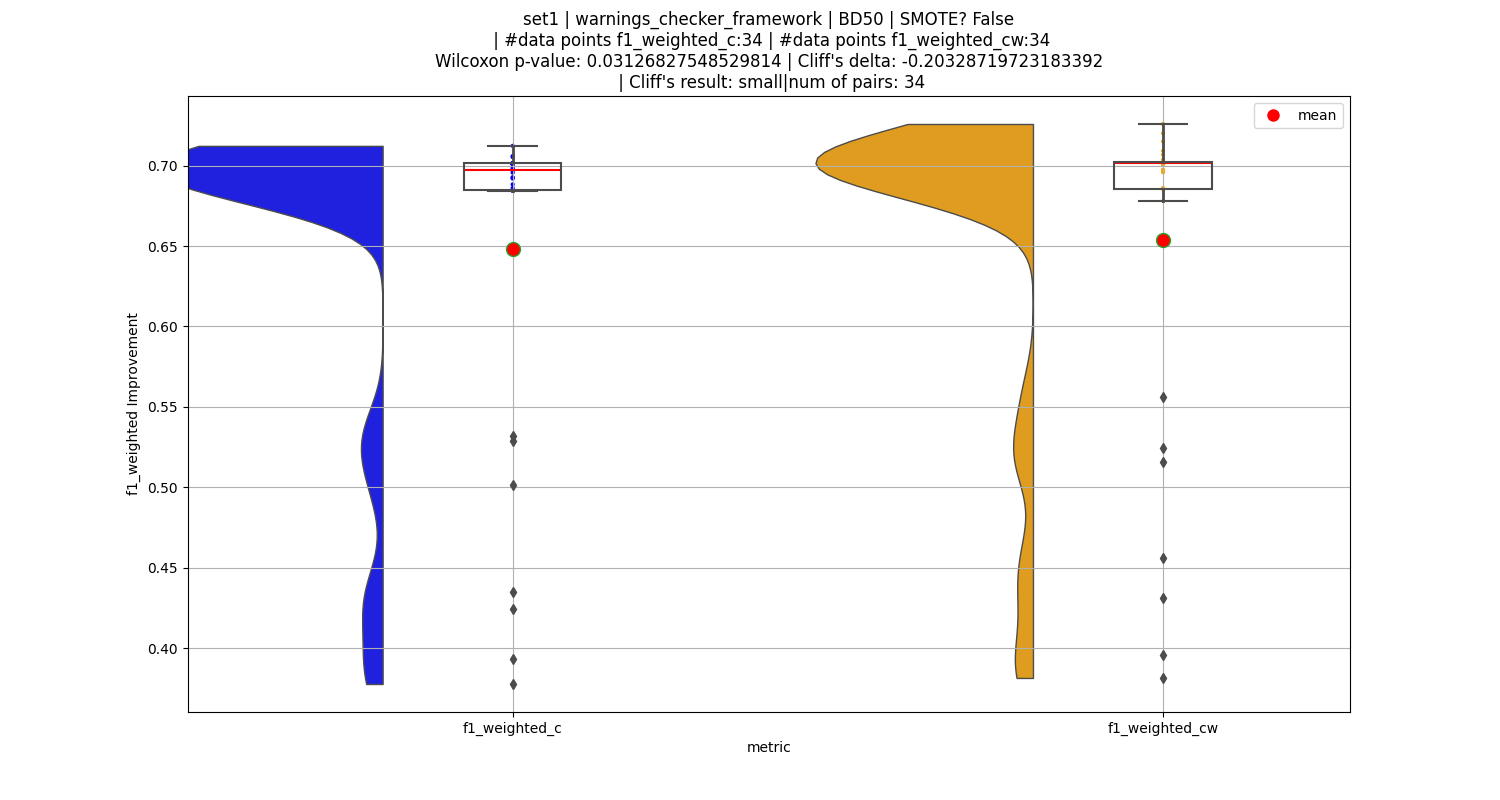 set1 | warnings_checker_framework | BD50 | SMOTE? False
| #data points f1_weighted_c:34 | #data points f1_weighted_cw:34
Wilcoxon p-value: 0.03126827548529814 | Cliff's delta: -0.20328719723183392
| Cliff's result: small|num of pairs: 34
mean
0.70
0.65
0.60
0.55
0.50
0.45
0.40
f1_weighted Improvement
f1_weighted_c
f1_weighted_cw
metric